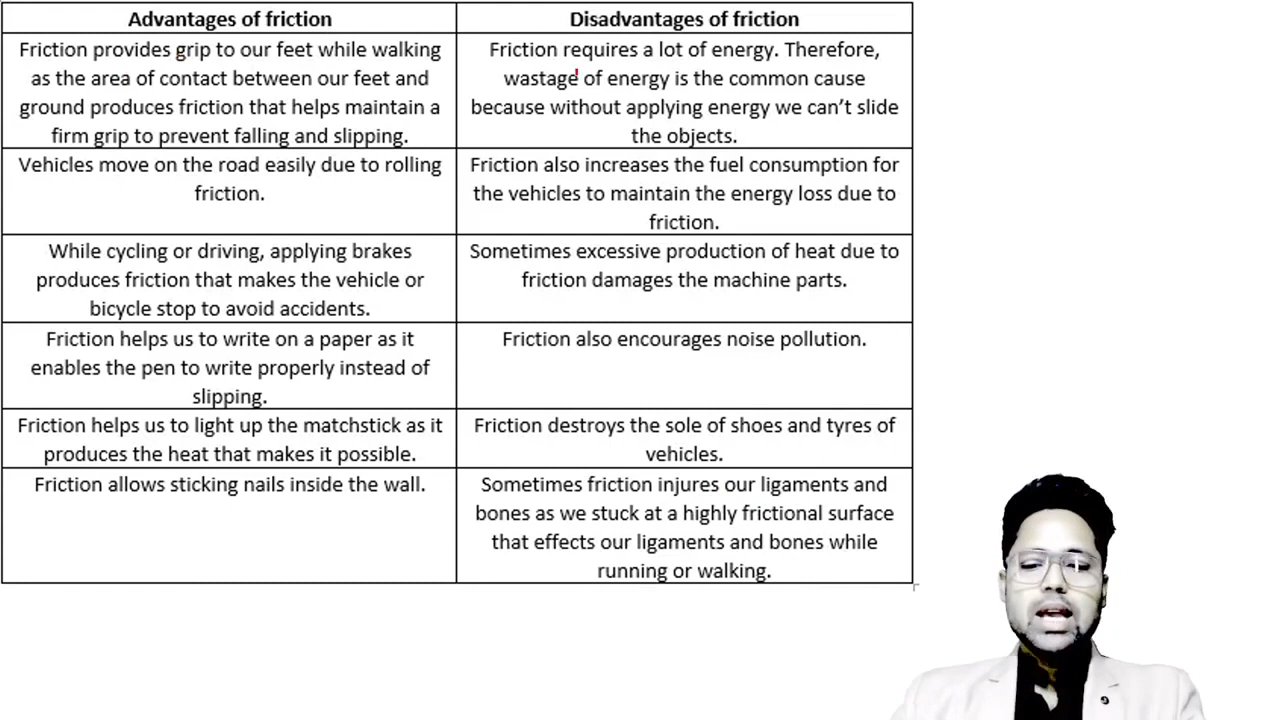 Advantages of friction
Disadvantages of friction
Friction provides grip to our feet while walking
as the area of contact between our feet and
ground produces friction that helps maintain a
firm grip to prevent falling and slipping.
Friction requires a lot of energy. Therefore,
wastage of energy is the common cause
because without applying energy we can’t slide
the objects.
Vehicles move on the road easily due to rolling
friction.
Friction also increases the fuel consumption for
the vehicles to maintain the energy loss due to
friction.
While cycling or driving, applying brakes
produces friction that makes the vehicle or
bicycle stop to avoid accidents.
Sometimes excessive production of heat due to
friction damages the machine parts.
Friction helps us to write on a paper as it
enables the pen to write properly instead of
slipping.
Friction also encourages noise pollution.
Friction helps us to light up the matchstick as it
produces the heat that makes it possible.
Friction destroys the sole of shoes and tyres of
vehicles.
Friction allows sticking nails inside the wall.
Sometimes friction injures our ligaments and
bones as we stuck at a highly frictional surface
that effects our ligaments and bones while
running or walking.